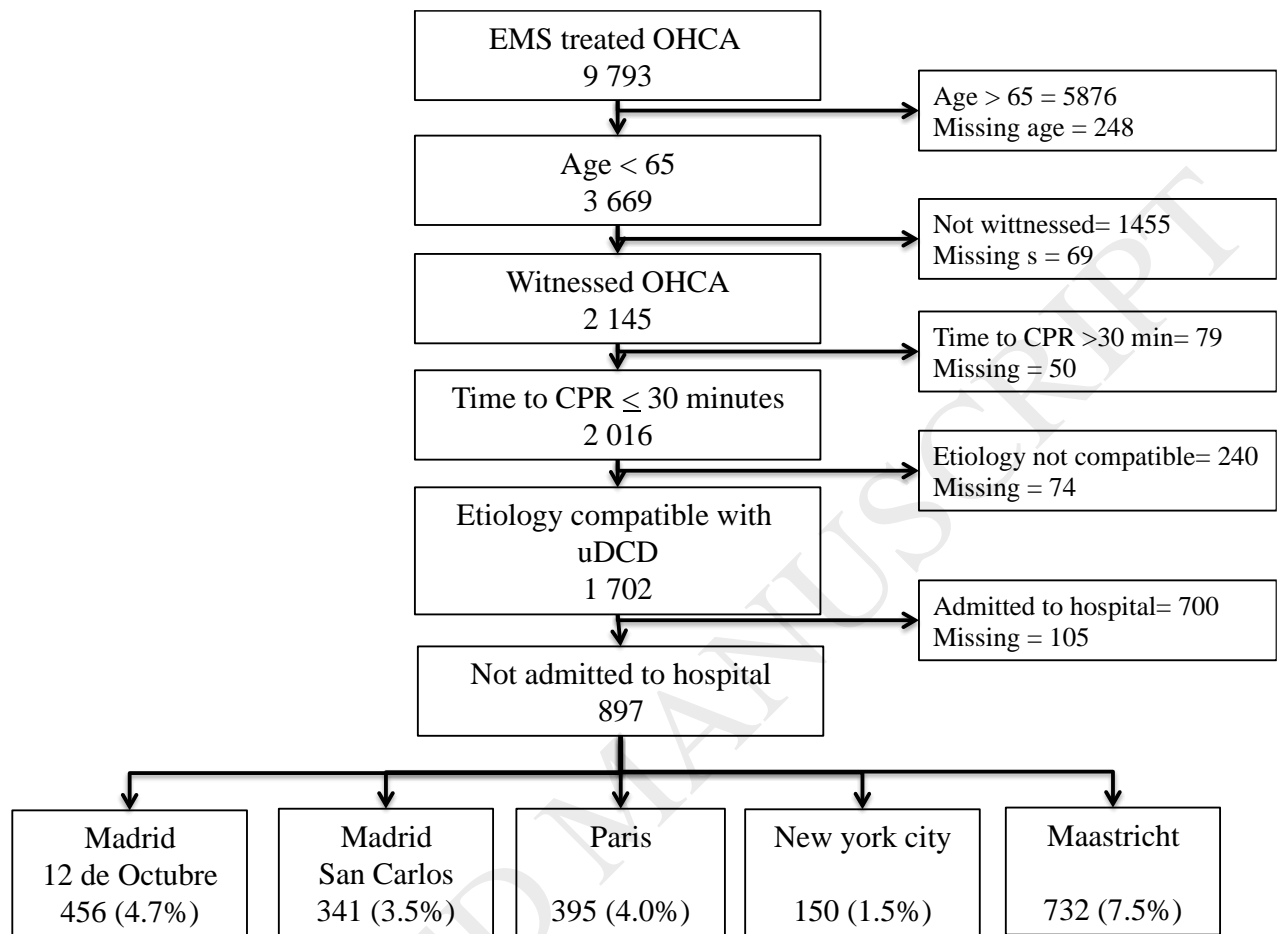 EMS treated OHCA
9 793
Age > 65 = 5876
Missing age = 248
Age < 65
3 669
Not wittnessed= 1455
Missing s = 69
Witnessed OHCA
2 145
Time to CPR >30 min= 79
Missing = 50
Time to CPR ≤ 30 minutes
2 016
Etiology not compatible= 240
Missing = 74
Etiology compatible with
uDCD
1 702
Admitted to hospital= 700
Missing = 105
Not admitted to hospital
897
Madrid
12 de Octubre
456 (4.7%)
Madrid
San Carlos
341 (3.5%)
Paris
395 (4.0%)
New york city
150 (1.5%)
Maastricht
732 (7.5%)
D MANUSCRIPT